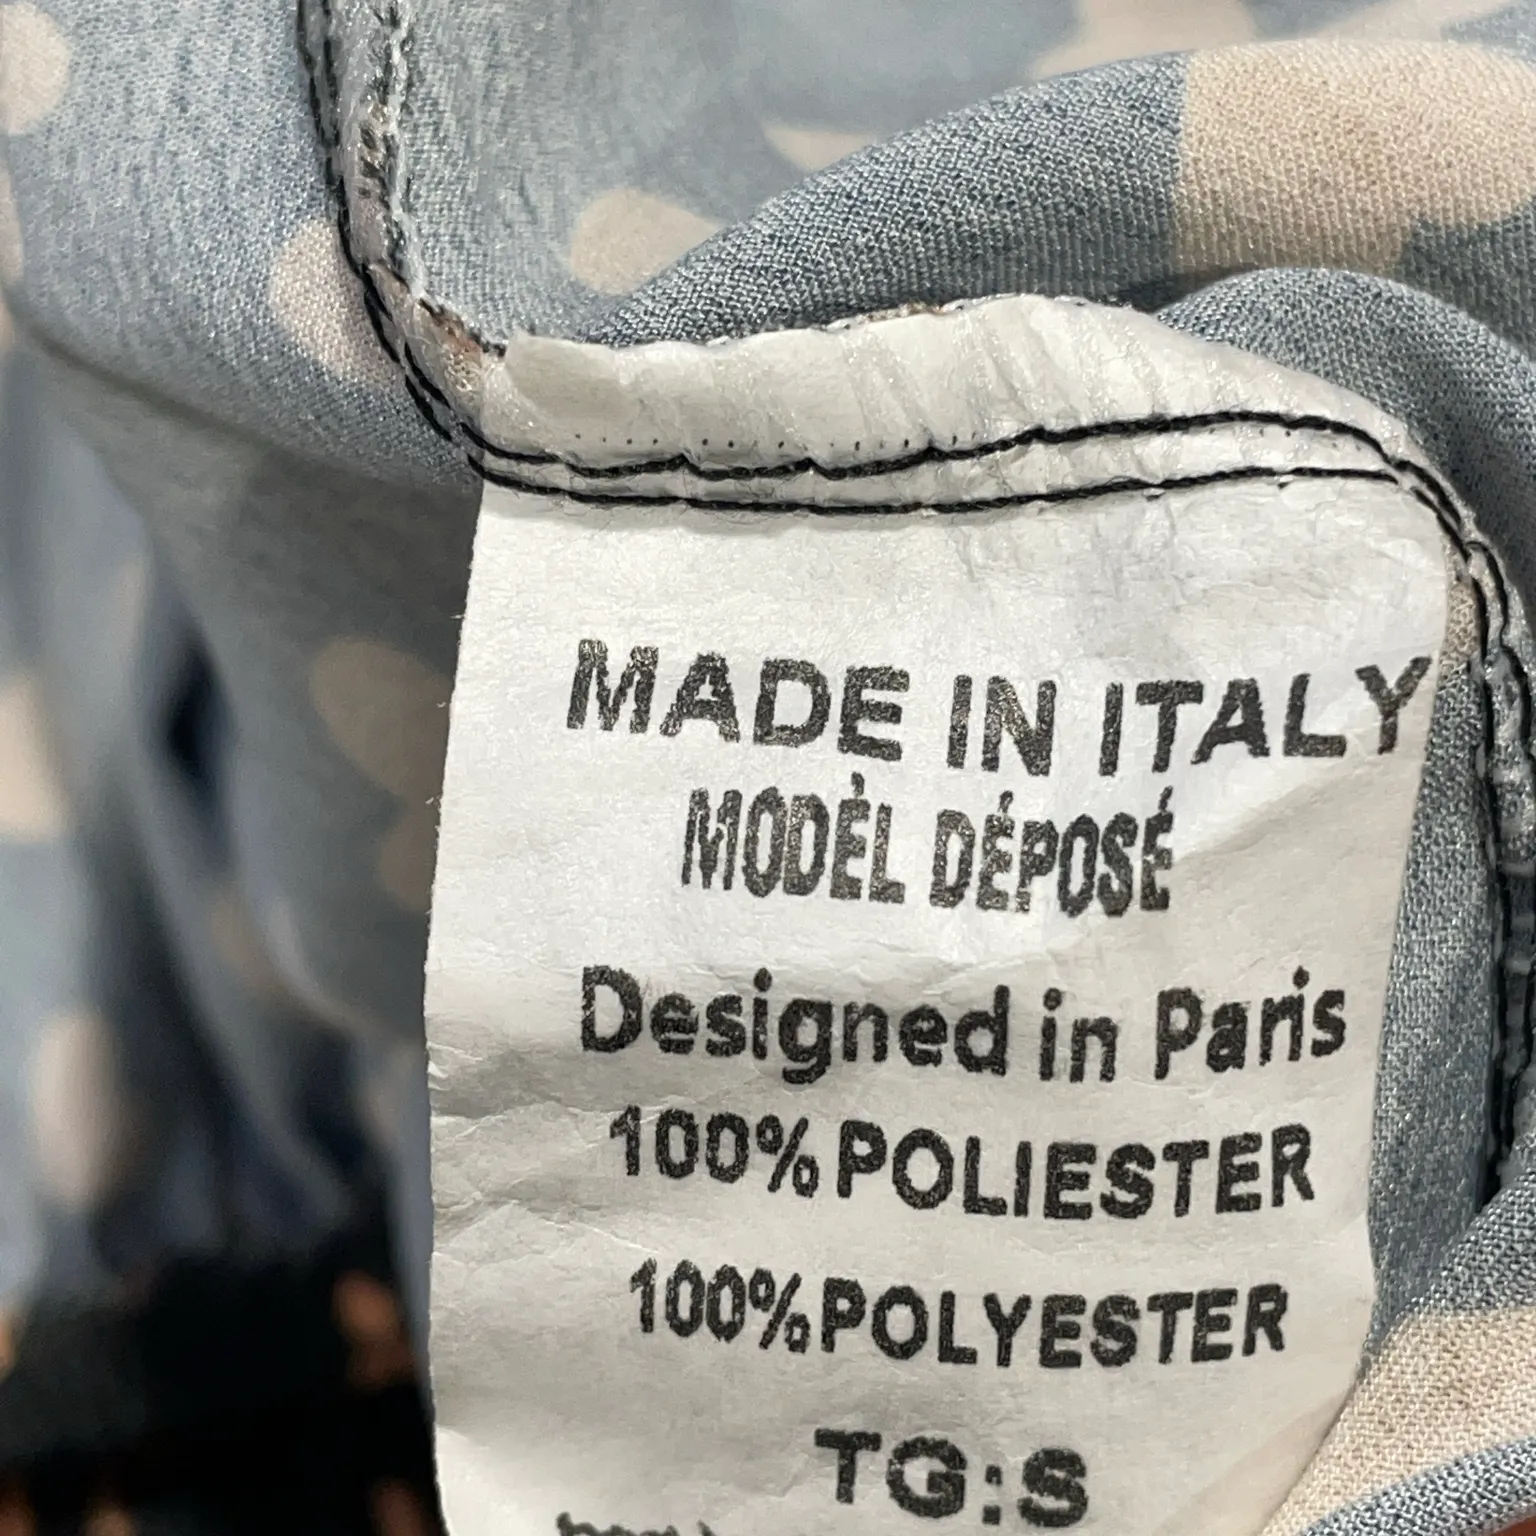 MADE IN ITALY
MODÈL DÉPOSÉ
Designed in Paris
100% POLIESTER
100% POLYESTER
TG:S